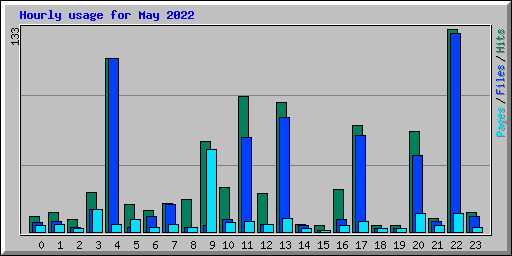 Hourly usage for May 2022
133
Pages/Files/Hits
0 1 2 3 4 5 6 7 8 9 10 11 12 13 14 15 16 17 18 19 20 21 22 23